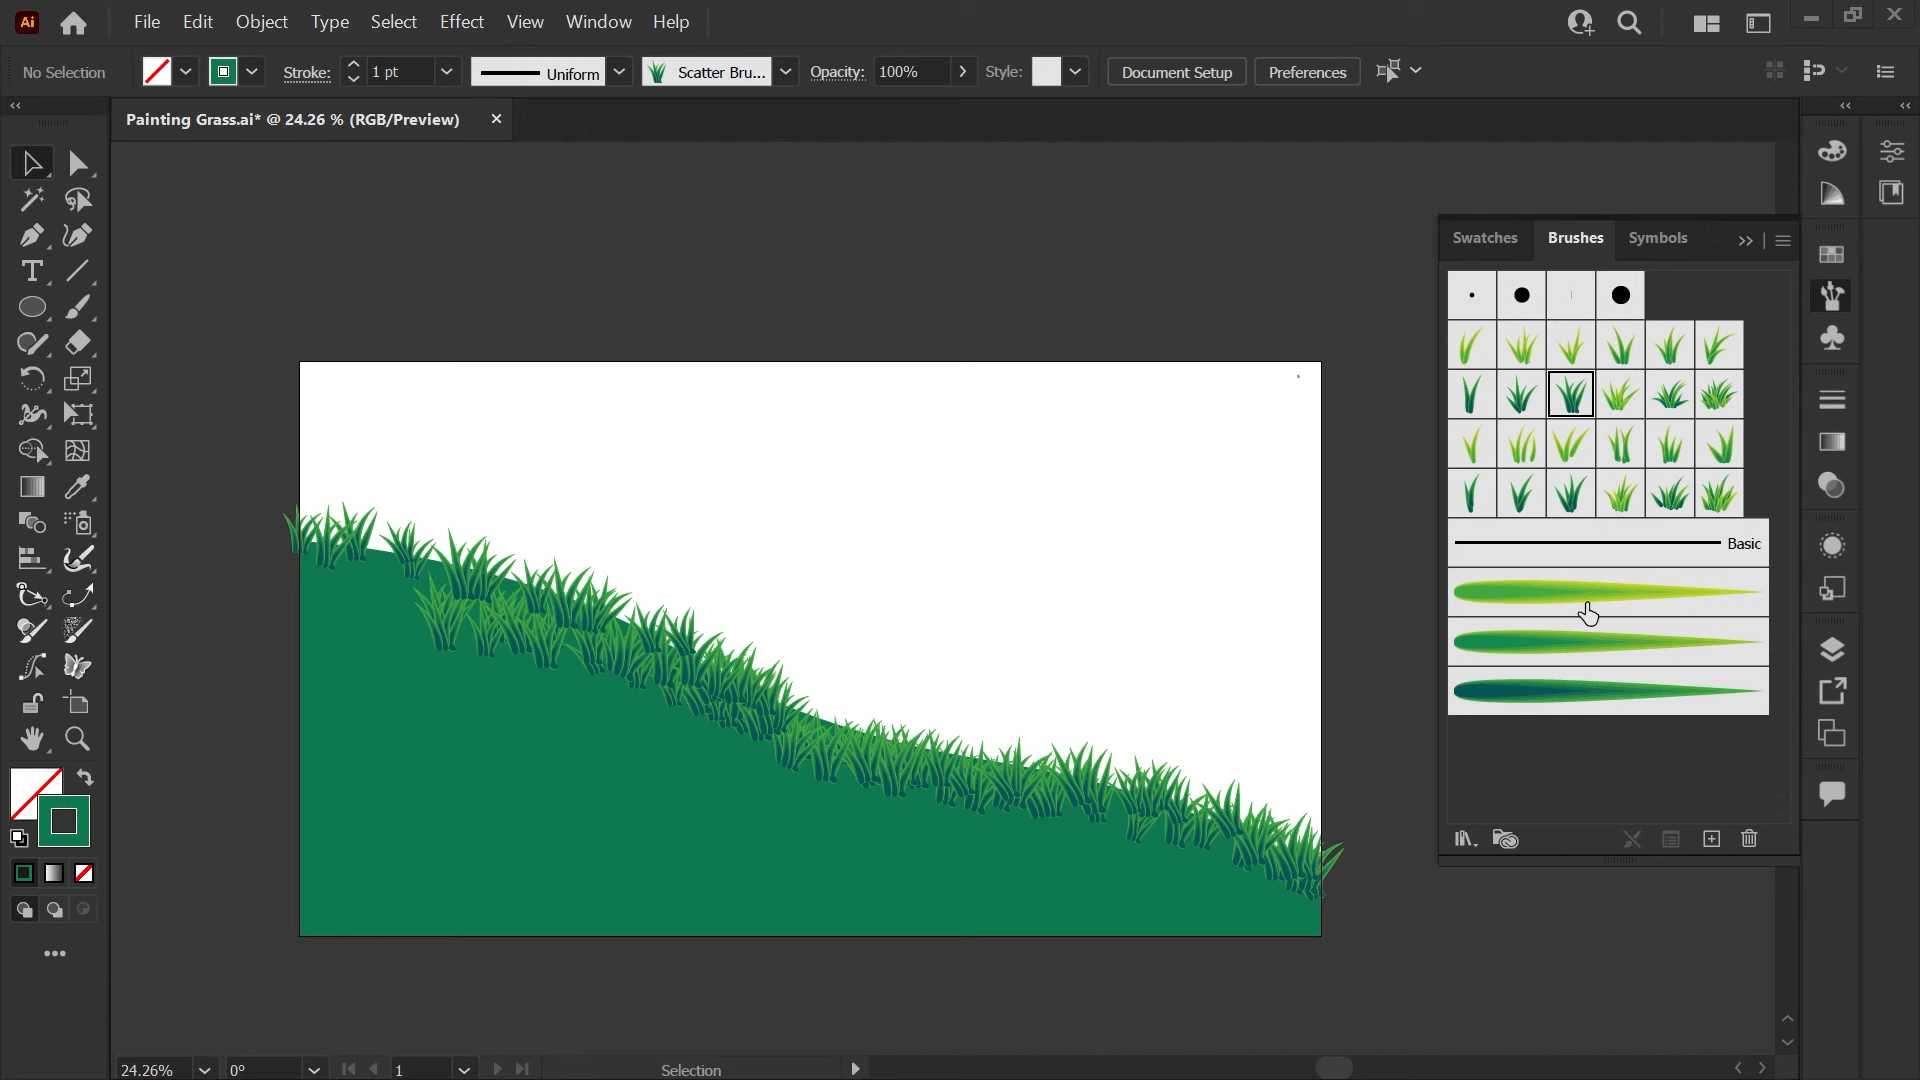 Ai File Edit Object Type Select Effect View Window Help
No Selection Stroke: 1 pt Uniform Scatter Bru... Opacity: 100% Style: Document Setup Preferences
Painting Grass.ai* @ 24.26 % (RGB/Preview)
Swatches Brushes Symbols
Basic
24.26% 0° 1 Selection